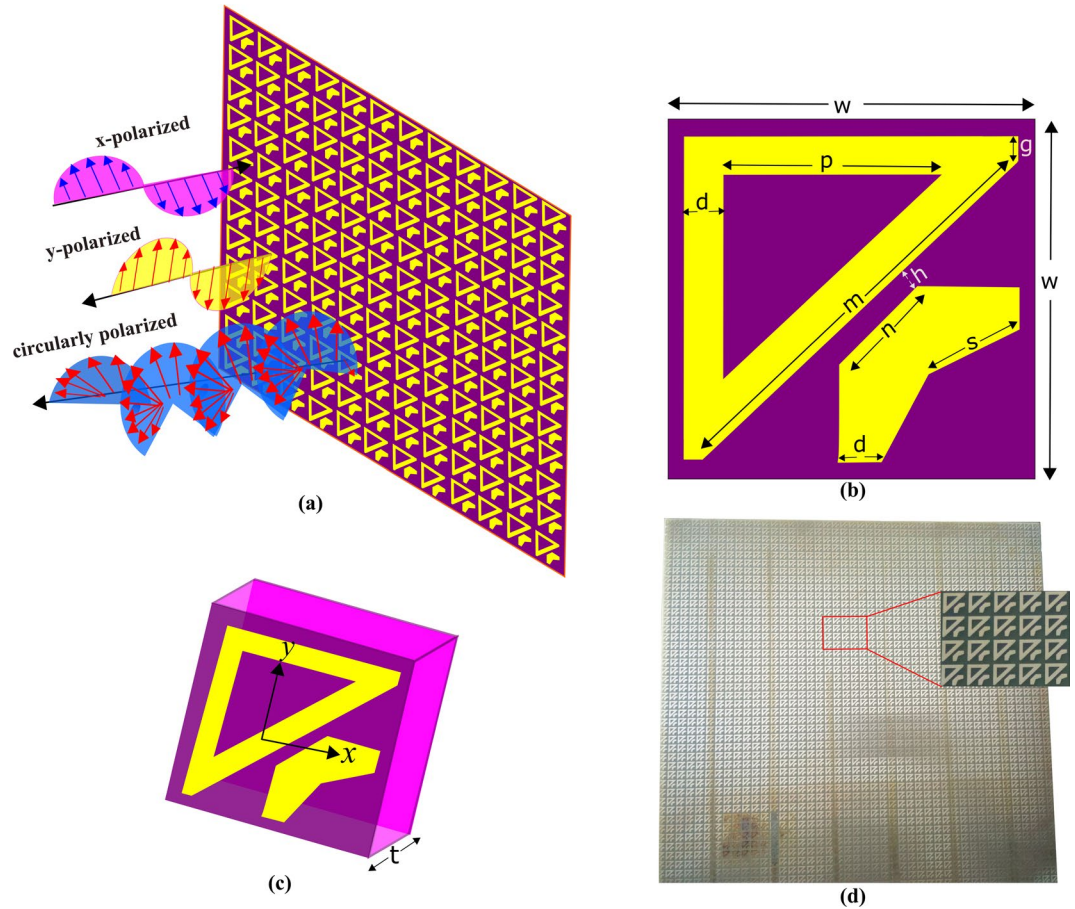 x-polarized
y-polarized
circularly polarized
(a)
w
p
g
d
h
w
m
n
s
d
(b)
y
x
t
(c)
(d)